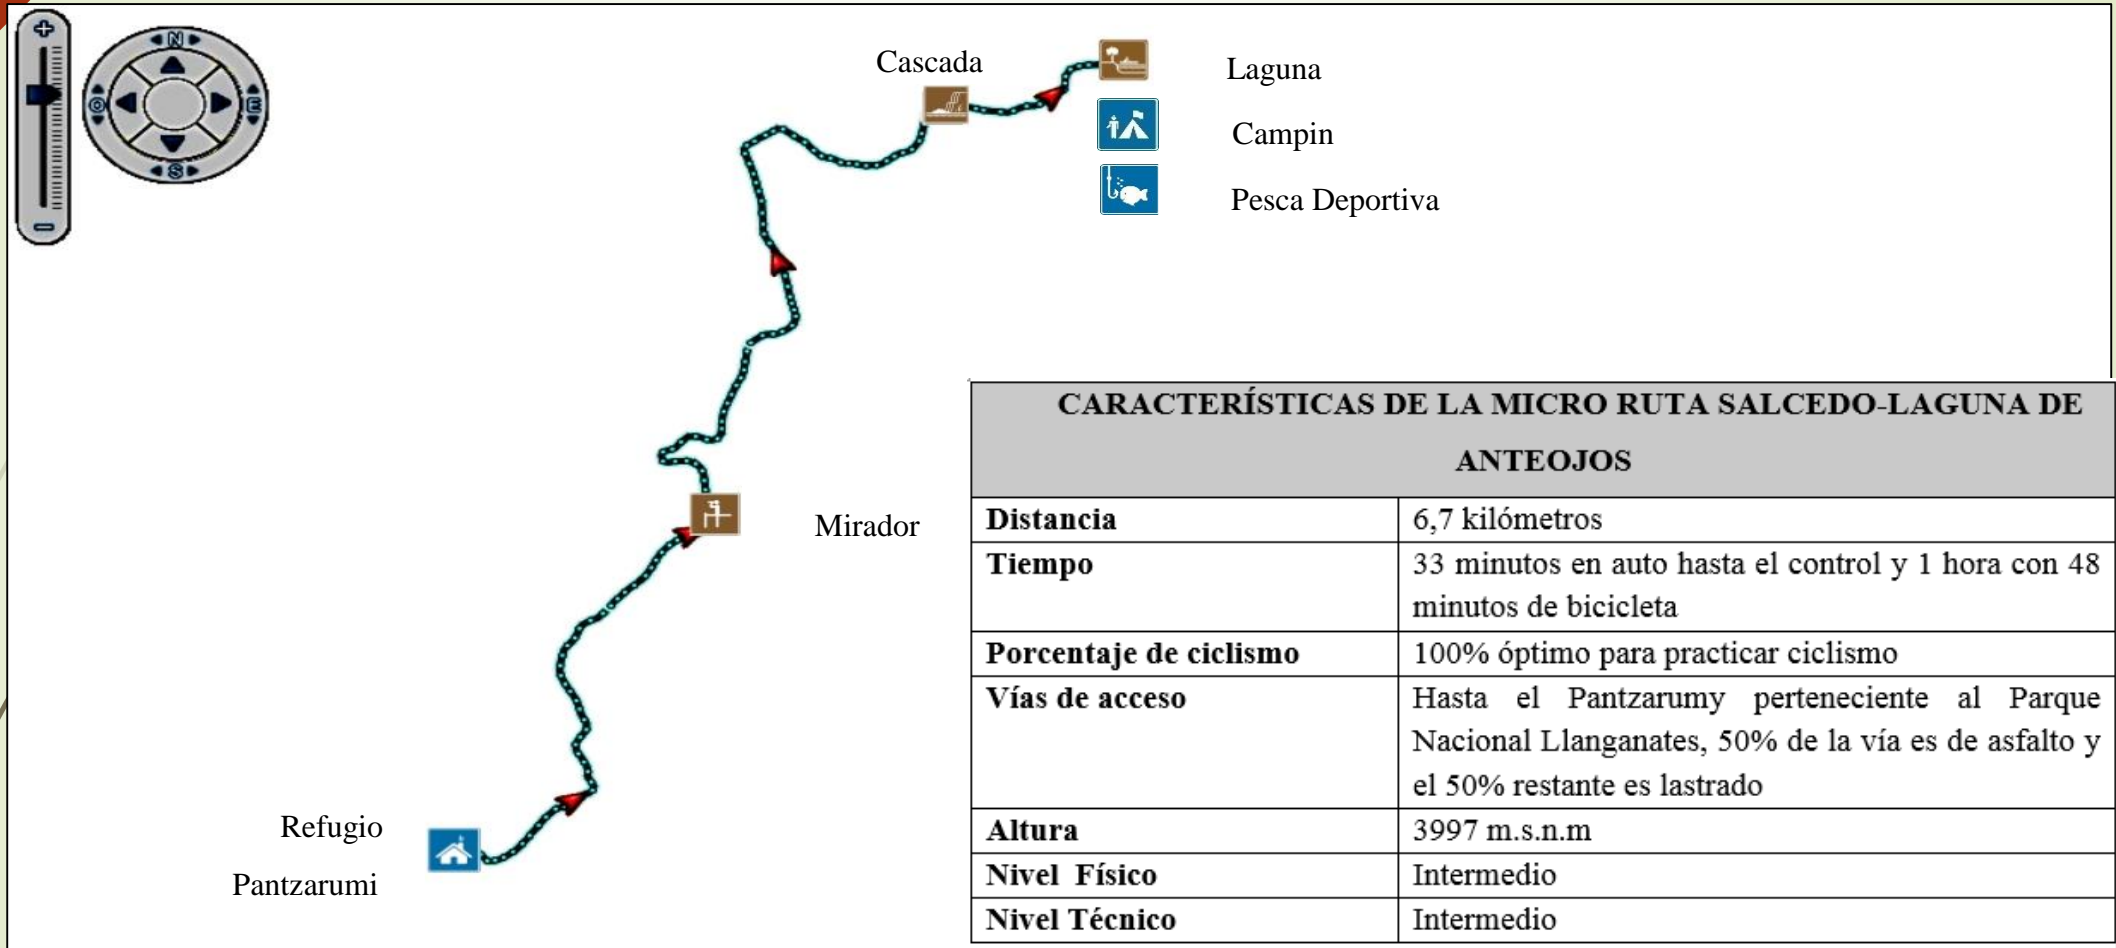 N
O
E
S
Cascada
Laguna
Campin
Pesca Deportiva
Mirador
Refugio
Pantzarumi
CARACTERÍSTICAS DE LA MICRO RUTA SALCEDO-LAGUNA DE
ANTEOJOS
Distancia 6,7 kilómetros
Tiempo 33 minutos en auto hasta el control y 1 hora con 48
minutos de bicicleta
Porcentaje de ciclismo 100% óptimo para practicar ciclismo
Vías de acceso Hasta el Pantzarumy perteneciente al Parque
Nacional Llanganates, 50% de la vía es de asfalto y
el 50% restante es lastrado
Altura 3997 m.s.n.m
Nivel Físico Intermedio
Nivel Técnico Intermedio